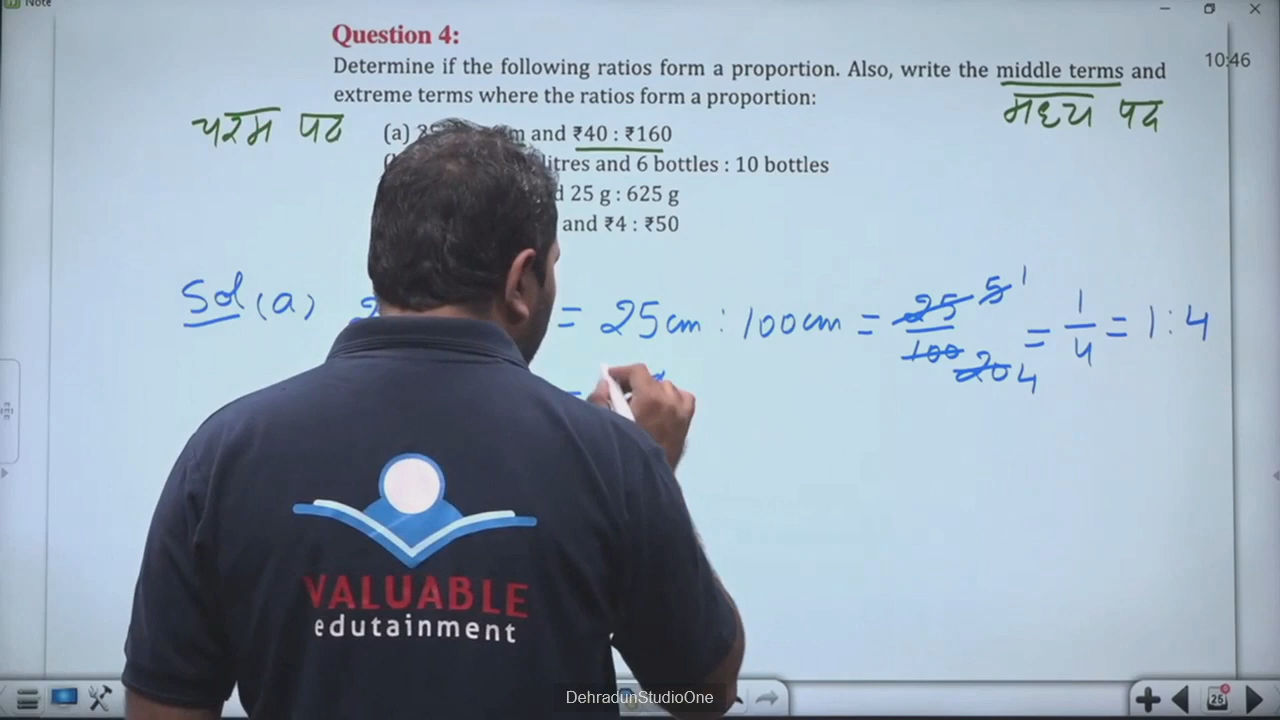 Note
Question 4:
10:46
Determine if the following ratios form a proportion. Also, write the middle terms and
extreme terms where the ratios form a proportion:
चरम पद
मध्य पद
(a) and ₹40 : ₹160
litres and 6 bottles : 10 bottles
25 g : 625 g
and ₹4 : ₹50
Sol (a) = 25cm : 100cm = 25 5 1 / 100 20 4 = 1/4 = 1 : 4
=
VALUABLE
edutainment
DehradunStudioOne